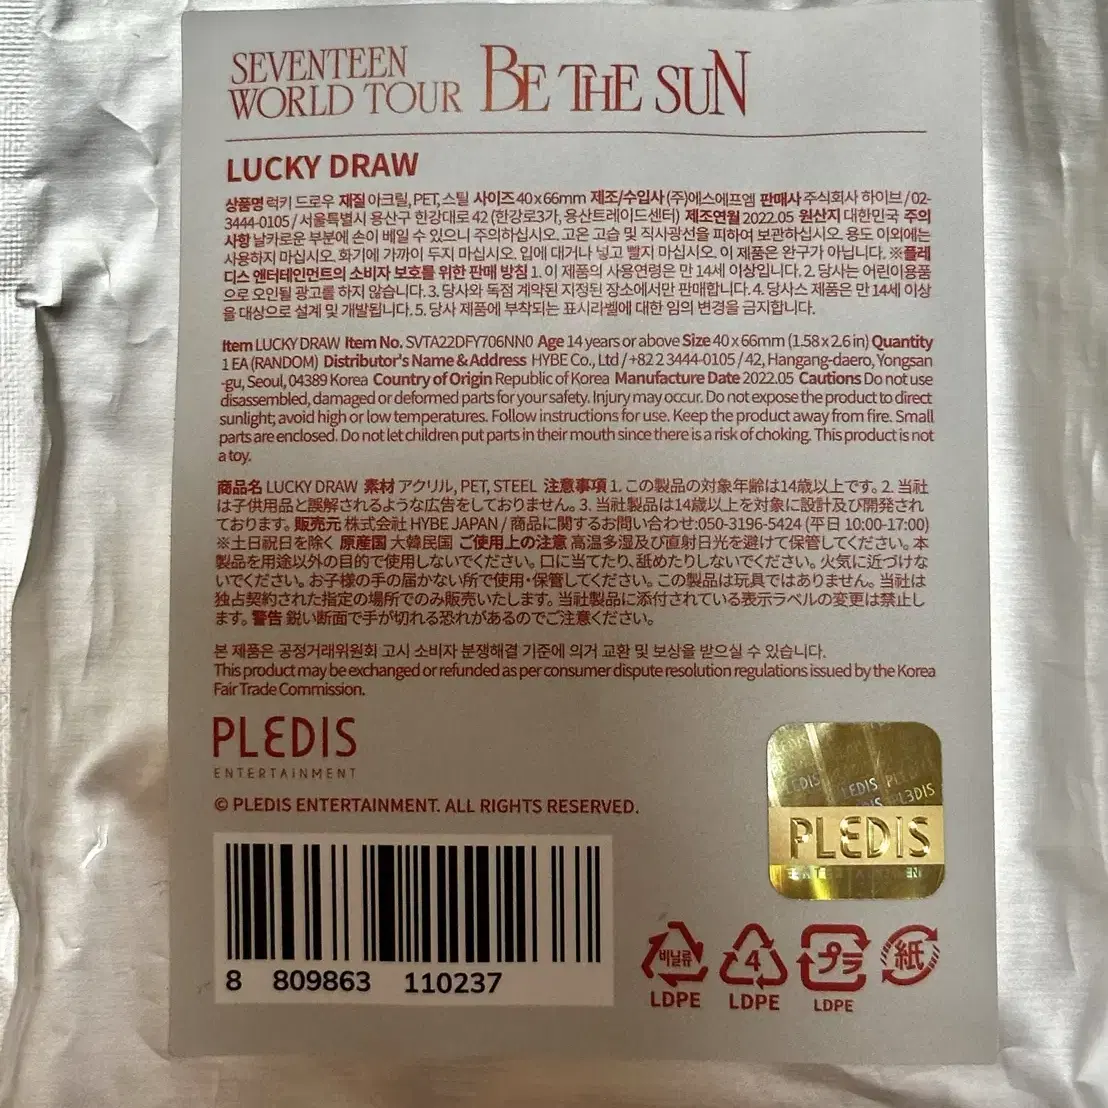 SEVENTEEN
WORLD TOUR BE THE SUN
LUCKY DRAW
상품명 럭키 드로우 재질 아크릴, PET, 스틸 사이즈 40 x 66mm 제조/수입사 (주)에스에프엠 판매사 주식회사 하이브 / 02-
3444-0105 / 서울특별시 용산구 한강대로 42 (한강로3가, 용산트레이드센터) 제조연월 2022.05 원산지 대한민국 주의
사항 날카로운 부분에 손이 베일 수 있으니 주의하십시오. 고온 고습 및 직사광선을 피하여 보관하십시오. 용도 이외에는
사용하지 마십시오. 화기에 가까이 두지 마십시오. 입에 대거나 넣고 빨지 마십시오. 이 제품은 완구가 아닙니다. ※플레
디스 엔터테인먼트의 소비자 보호를 위한 판매 방침 1. 이 제품의 사용연령은 만 14세 이상입니다. 2. 당사는 어린이용품
으로 오인될 광고를 하지 않습니다. 3. 당사와 독점 계약된 지정된 장소에서만 판매합니다. 4. 당사스 제품은 만 14세 이상
을 대상으로 설계 및 개발됩니다. 5. 당사 제품에 부착되는 표시라벨에 대한 임의 변경을 금지합니다.
Item LUCKY DRAW Item No. SVTA22DFY706NN0 Age 14 years or above Size 40 x 66mm (1.58 x 2.6 in) Quantity
1 EA (RANDOM) Distributor's Name & Address HYBE Co., Ltd / +82 2 3444-0105 / 42, Hangang-daero, Yongsan
-gu, Seoul, 04389 Korea Country of Origin Republic of Korea Manufacture Date 2022.05 Cautions Do not use
disassembled, damaged or deformed parts for your safety. Injury may occur. Do not expose the product to direct
sunlight; avoid high or low temperatures. Follow instructions for use. Keep the product away from fire. Small
parts are enclosed. Do not let children put parts in their mouth since there is a risk of choking. This product is not
a toy.
商品名 LUCKY DRAW 素材 アクリル, PET, STEEL 注意事項 1. この製品の対象年齢は14歳以上です。2. 当社
は子供用品と誤解されるような広告をしておりません。3. 当社製品は14歳以上を対象に設計及び開発され
ております。販売元 株式会社 HYBE JAPAN / 商品に関するお問い合わせ:050-3196-5424 (平日 10:00-17:00)
※土日祝日を除く 原産国 大韓民国 ご使用上の注意 高温多湿及び直射日光を避けて保管してください。本
製品を用途以外の目的で使用しないでください。口に当てたり、舐めたりしないでください。火気に近づけな
いでください。お子様の手の届かない所で使用・保管してください。この製品は玩具ではありません。当社は
独占契約された指定の場所でのみ販売いたします。当社製品に添付されている表示ラベルの変更は禁止し
ます。警告 鋭い断面で手が切れる恐れがあるのでご注意ください。
본 제품은 공정거래위원회 고시 소비자 분쟁해결 기준에 의거 교환 및 보상을 받으실 수 있습니다.
This product may be exchanged or refunded as per consumer dispute resolution regulations issued by the Korea
Fair Trade Commission.
PLEDIS
ENTERTAINMENT
© PLEDIS ENTERTAINMENT. ALL RIGHTS RESERVED.
PLEDIS
8 809863 110237
비닐류 4 プラ 紙
LDPE LDPE LDPE